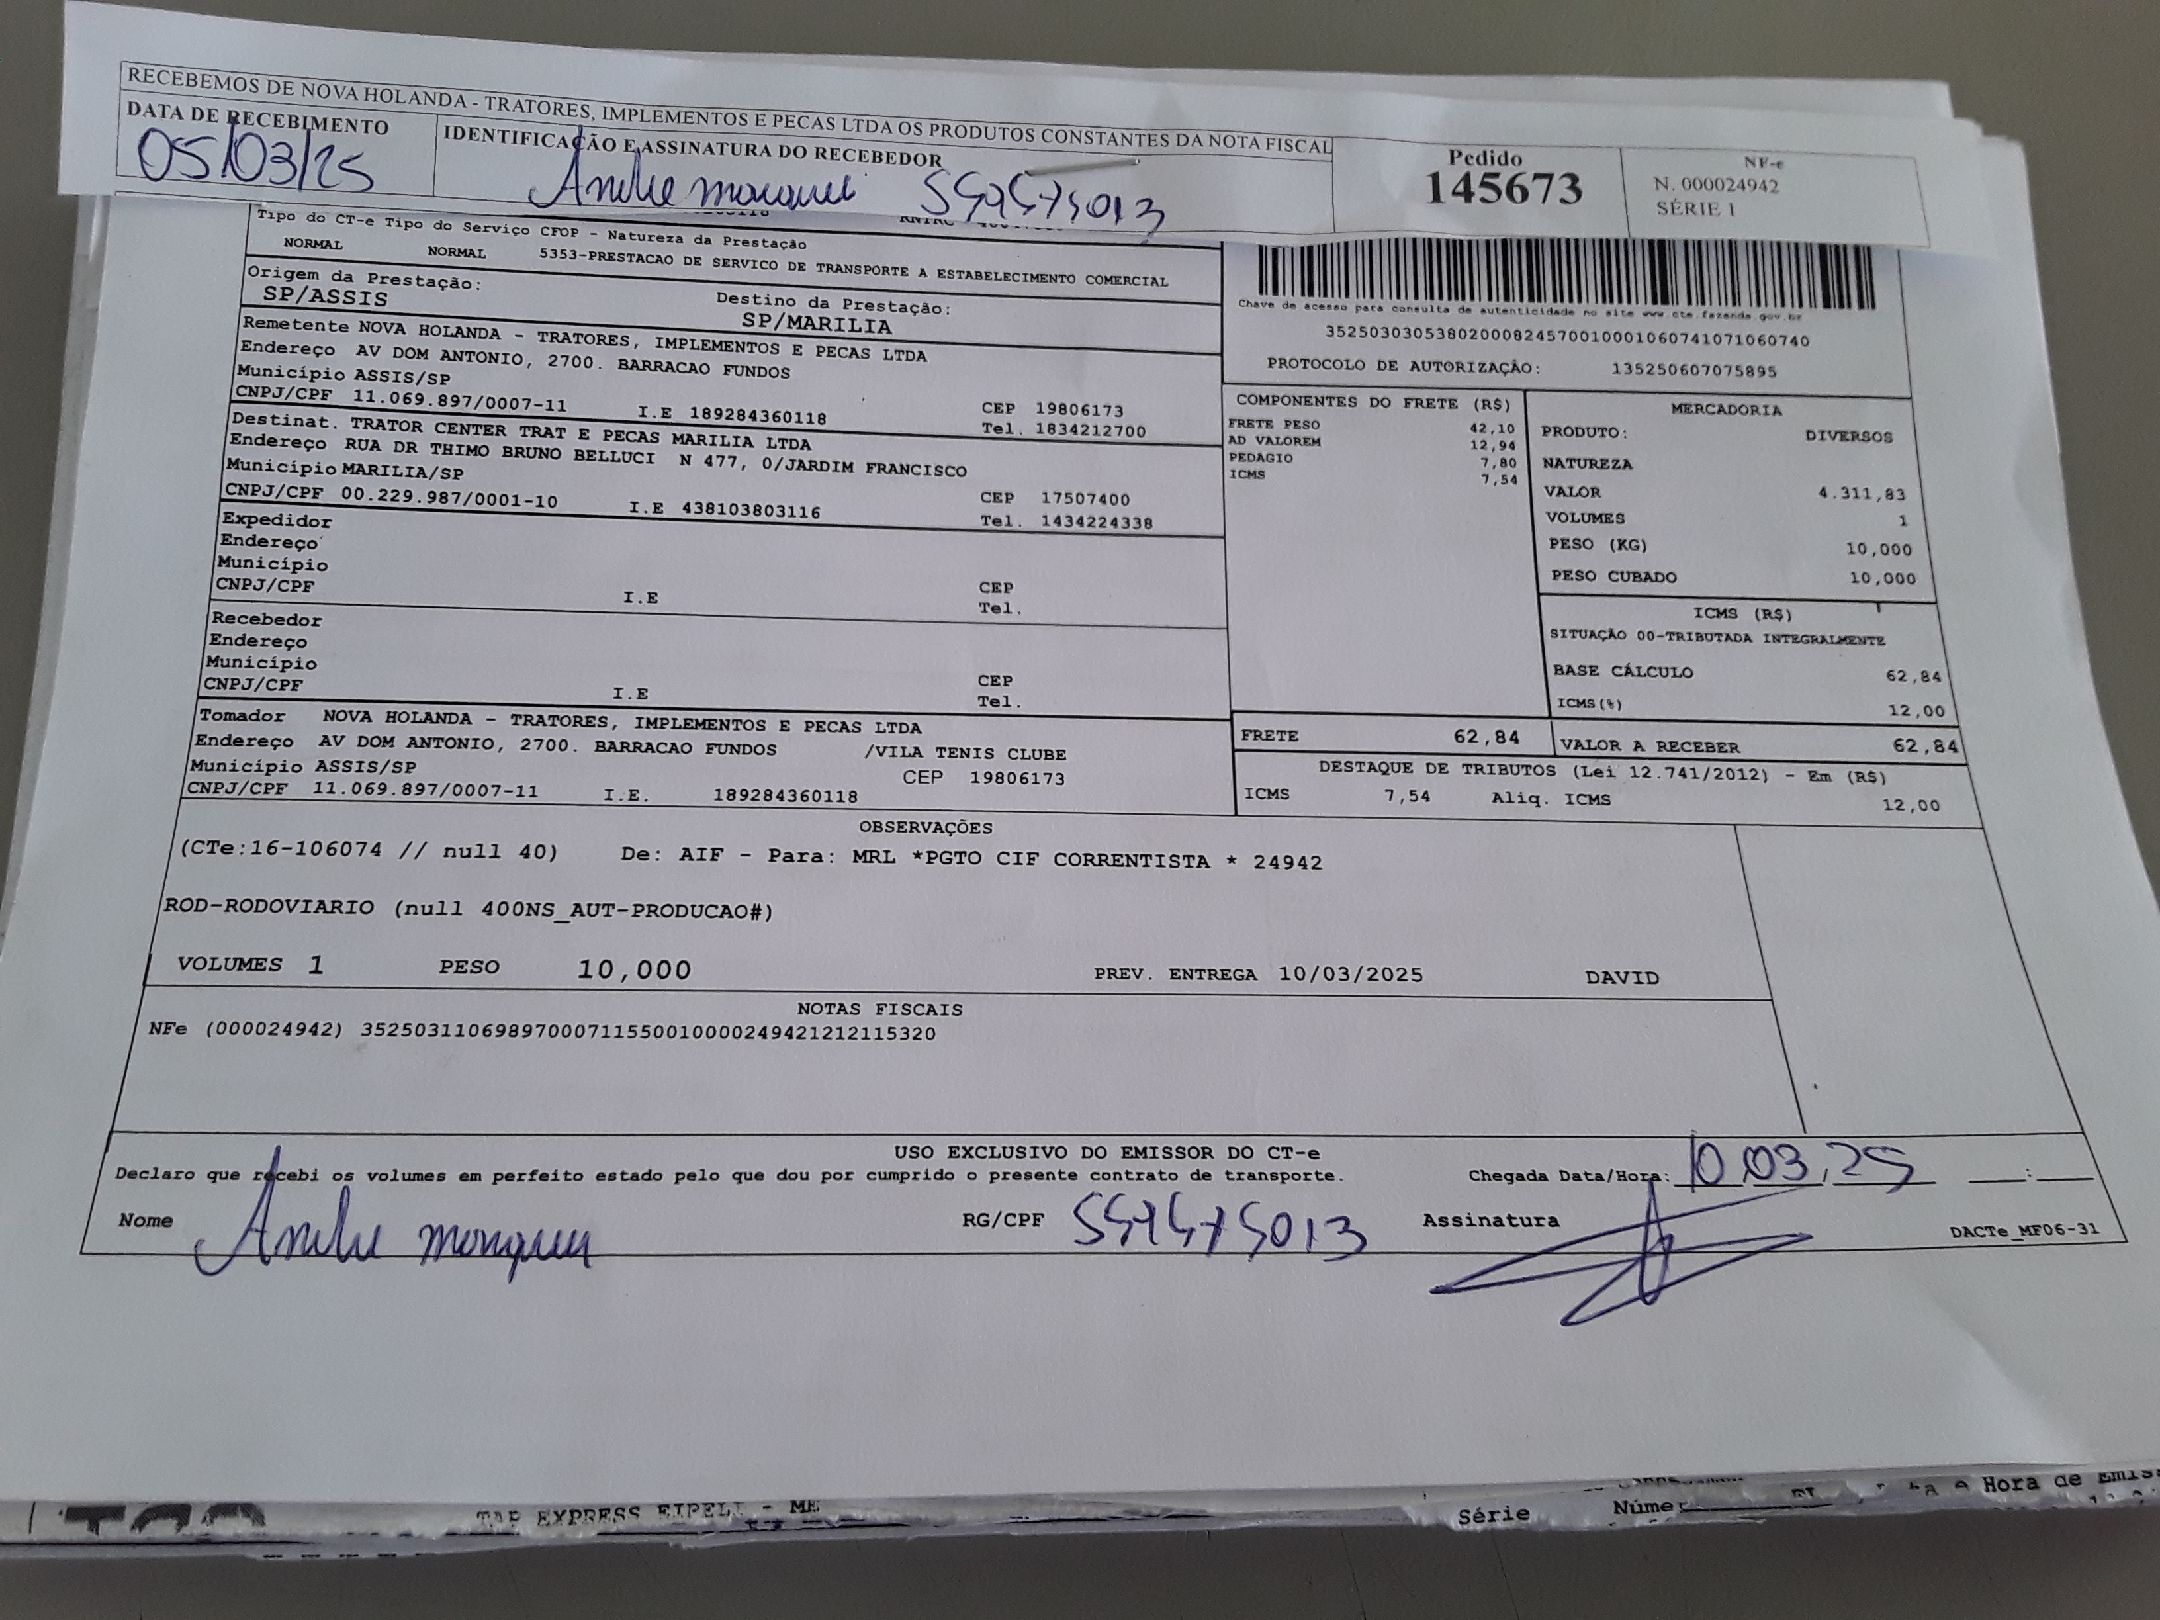 RECEBEMOS DE NOVA HOLANDA - TRATORES, IMPLEMENTOS E PECAS LTDA OS PRODUTOS CONSTANTES DA NOTA FISCAL
DATA DE RECEBIMENTO
05/03/25
IDENTIFICAÇÃO E ASSINATURA DO RECEBEDOR
Pedido
145673
NF-e
N. 000024942
SÉRIE 1
Tipo do CT-e Tipo do Serviço CFOP - Natureza da Prestação
NORMAL NORMAL 5353-PRESTACAO DE SERVICO DE TRANSPORTE A ESTABELECIMENTO COMERCIAL
Origem da Prestação:
SP/ASSIS
Destino da Prestação:
SP/MARILIA
Remetente NOVA HOLANDA - TRATORES, IMPLEMENTOS E PECAS LTDA
Endereço AV DOM ANTONIO, 2700. BARRACAO FUNDOS
Município ASSIS/SP
CNPJ/CPF 11.069.897/0007-11 I.E 189284360118 CEP 19806173
Tel. 1834212700
Destinat. TRATOR CENTER TRAT E PECAS MARILIA LTDA
Endereço RUA DR THIMO BRUNO BELLUCI N 477, 0/JARDIM FRANCISCO
Município MARILIA/SP
CNPJ/CPF 00.229.987/0001-10 I.E 438103803116 CEP 17507400
Tel. 1434224338
Expedidor
Endereço
Município
CNPJ/CPF I.E CEP
Tel.
Recebedor
Endereço
Município
CNPJ/CPF I.E CEP
Tel.
Tomador NOVA HOLANDA - TRATORES, IMPLEMENTOS E PECAS LTDA
Endereço AV DOM ANTONIO, 2700. BARRACAO FUNDOS /VILA TENIS CLUBE
Município ASSIS/SP CEP 19806173
CNPJ/CPF 11.069.897/0007-11 I.E. 189284360118
Chave de acesso para consulta de autenticidade no site www.cte.fazenda.gov.br
35250303053802000824570010001060741071060740
PROTOCOLO DE AUTORIZAÇÃO: 135250607075895
COMPONENTES DO FRETE (R$)
FRETE PESO 42,10
AD VALOREM 12,94
PEDAGIO 7,80
ICMS 7,54
MERCADORIA
PRODUTO: DIVERSOS
NATUREZA
VALOR 4.311,83
VOLUMES 1
PESO (KG) 10,000
PESO CUBADO 10,000
ICMS (R$)
SITUAÇÃO 00-TRIBUTADA INTEGRALMENTE
BASE CÁLCULO 62,84
ICMS(%) 12,00
FRETE 62,84 VALOR A RECEBER 62,84
DESTAQUE DE TRIBUTOS (Lei 12.741/2012) - Em (R$)
ICMS 7,54 Aliq. ICMS 12,00
OBSERVAÇÕES
(CTe:16-106074 // null 40) De: AIF - Para: MRL *PGTO CIF CORRENTISTA * 24942
ROD-RODOVIARIO (null 400NS_AUT-PRODUCAO#)
VOLUMES 1 PESO 10,000 PREV. ENTREGA 10/03/2025 DAVID
NOTAS FISCAIS
NFe (000024942) 35250311069897000711550010000249421212115320
USO EXCLUSIVO DO EMISSOR DO CT-e
Declaro que recebi os volumes em perfeito estado pelo que dou por cumprido o presente contrato de transporte.
Chegada Data/Hora: 10 03 25 :
Nome RG/CPF Assinatura
DACTe_MF06-31
EXPRESS EIRELI - ME
Série